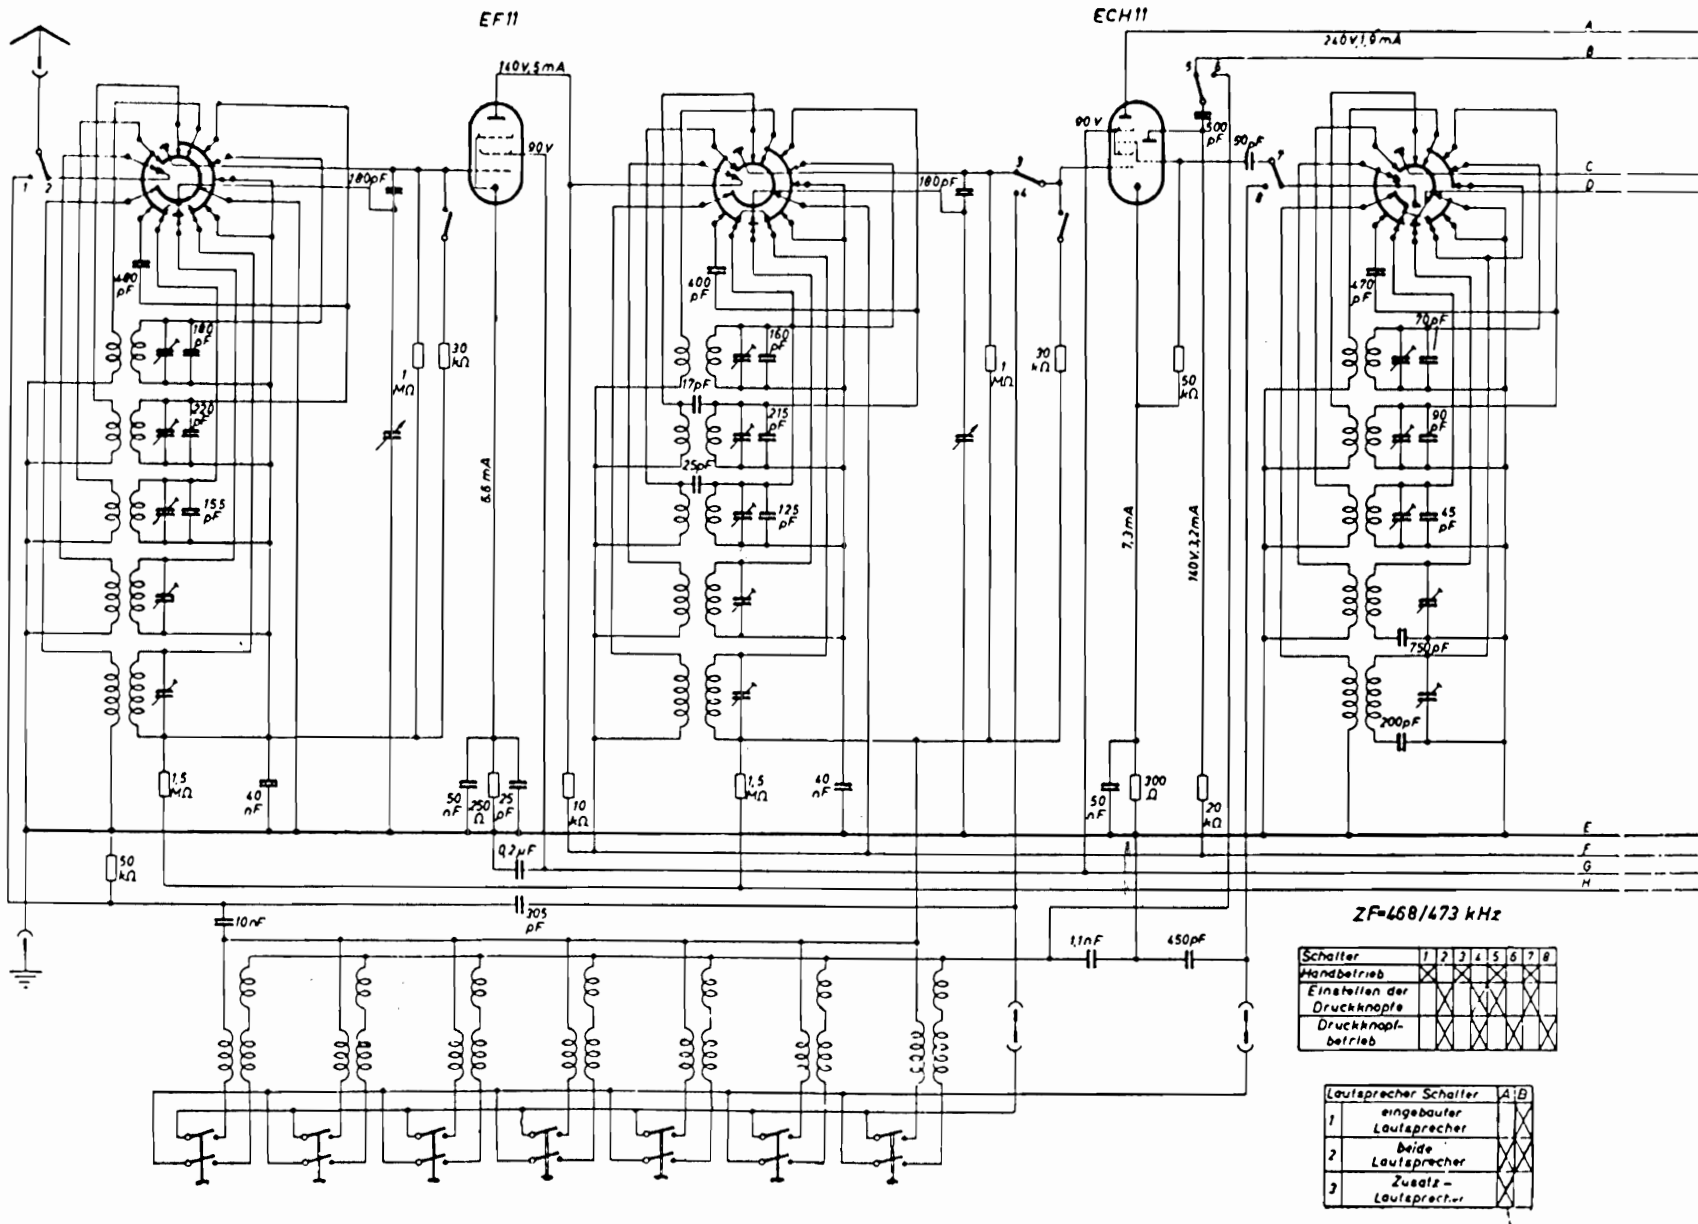 EF11
ECH11
A
240V,1,9mA
B
140V,5mA
5 6
90V
90V
500
pF
50pF
3
7
180pF
180pF
C
1 2
4
8
D
480
pF
400
pF
470
pF
180
pF
160
pF
70pF
1
MΩ
30
kΩ
1
MΩ
30
kΩ
50
kΩ
17pF
220
pF
215
pF
90
pF
25pF
6.6mA
155
pF
125
pF
7,3mA
140V,3,2mA
45
pF
750pF
200pF
1,5
MΩ
40
nF
50
nF
250
Ω
25
pF
10
kΩ
1,5
MΩ
40
nF
50
nF
300
Ω
20
kΩ
E
F
50
kΩ
0,2µF
G
H
305
pF
10nF
ZF=468/473 kHz
1,1nF
450pF
Schalter 1 2 3 4 5 6 7 8
Handbetrieb
Einstellen der
Druckknöpfe
Druckknopf-
betrieb
Lautsprecher Schalter A B
1 eingebauter
Lautsprecher
2 beide
Lautsprecher
3 Zusatz-
Lautsprecher